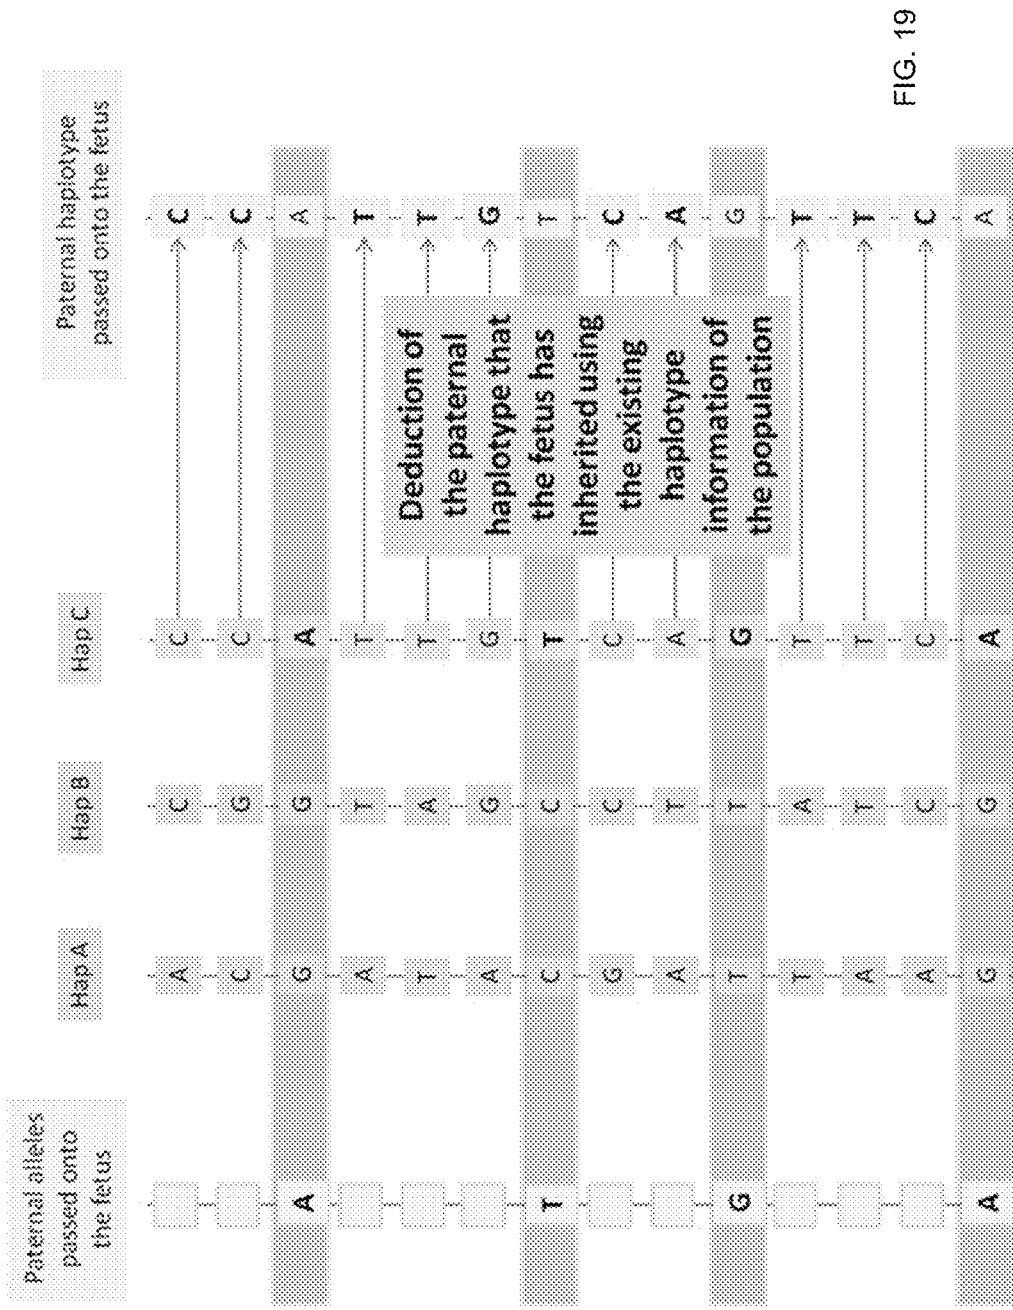 Paternal alleles
passed onto
the fetus
Hap A
Hap B
Hap C
Paternal haplotype
passed onto the fetus
A C C C
C G C C
A G G A A
A T T T
T A T T
A G G G
T C C T T
G C C C
A T A A
G T T G G
T A T T
A T T T
A C C C
A G G A A
Deduction of
the paternal
haplotype that
the fetus has
inherited using
the existing
haplotype
information of
the population
FIG. 19